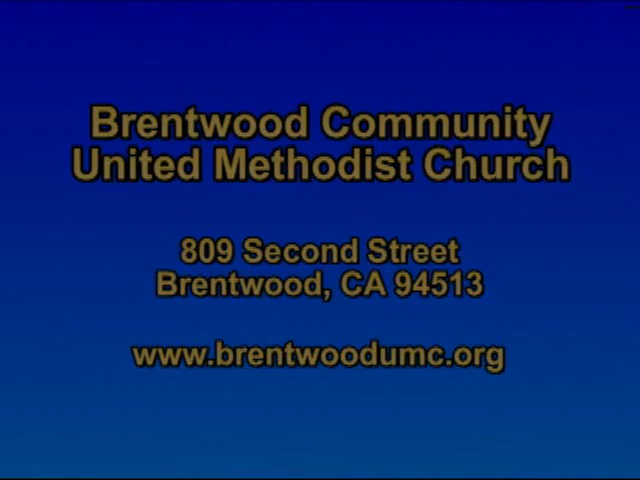 Brentwood Community
United Methodist Church
809 Second Street
Brentwood, CA 94513
www.brentwoodumc.org